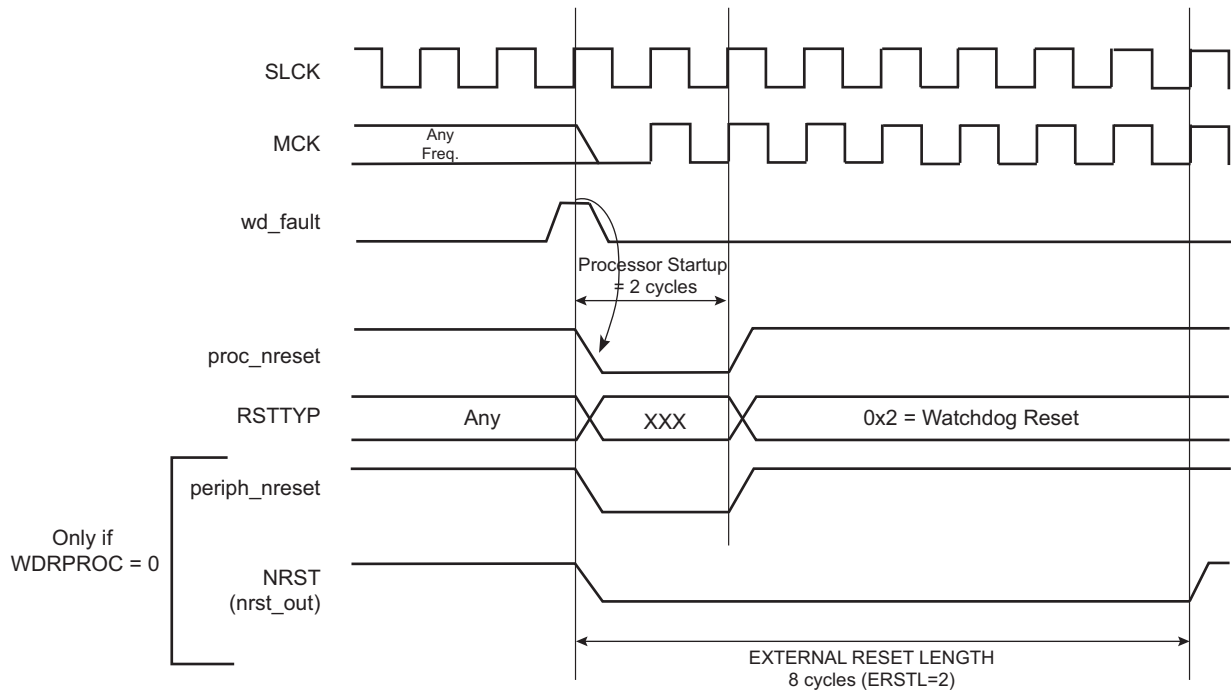 SLCK
MCK
Any
Freq.
wd_fault
Processor Startup
= 2 cycles
proc_nreset
RSTTYP
Any
XXX
0x2 = Watchdog Reset
periph_nreset
Only if
WDRPROC = 0
NRST
(nrst_out)
EXTERNAL RESET LENGTH
8 cycles (ERSTL=2)